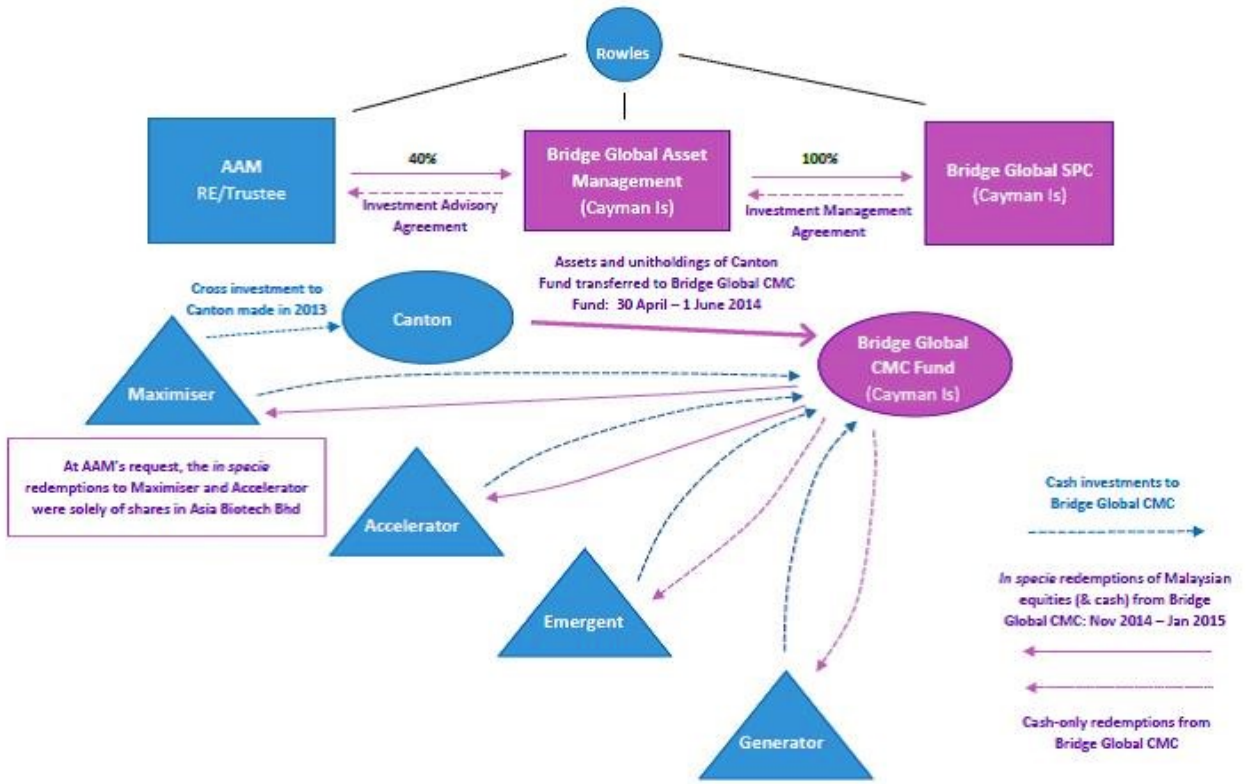 Rowles
AAM
RE/Trustee
40%
Investment Advisory
Agreement
Bridge Global Asset
Management
(Cayman Is)
100%
Investment Management
Agreement
Bridge Global SPC
(Cayman Is)
Assets and unitholdings of Canton
Fund transferred to Bridge Global CMC
Fund: 30 April – 1 June 2014
Cross investment to
Canton made in 2013
Canton
Bridge Global
CMC Fund
(Cayman Is)
Maximiser
At AAM's request, the in specie
redemptions to Maximiser and Accelerator
were solely of shares in Asia Biotech Bhd
Accelerator
Emergent
Generator
Cash investments to
Bridge Global CMC
In specie redemptions of Malaysian
equities (& cash) from Bridge
Global CMC: Nov 2014 – Jan 2015
Cash-only redemptions from
Bridge Global CMC